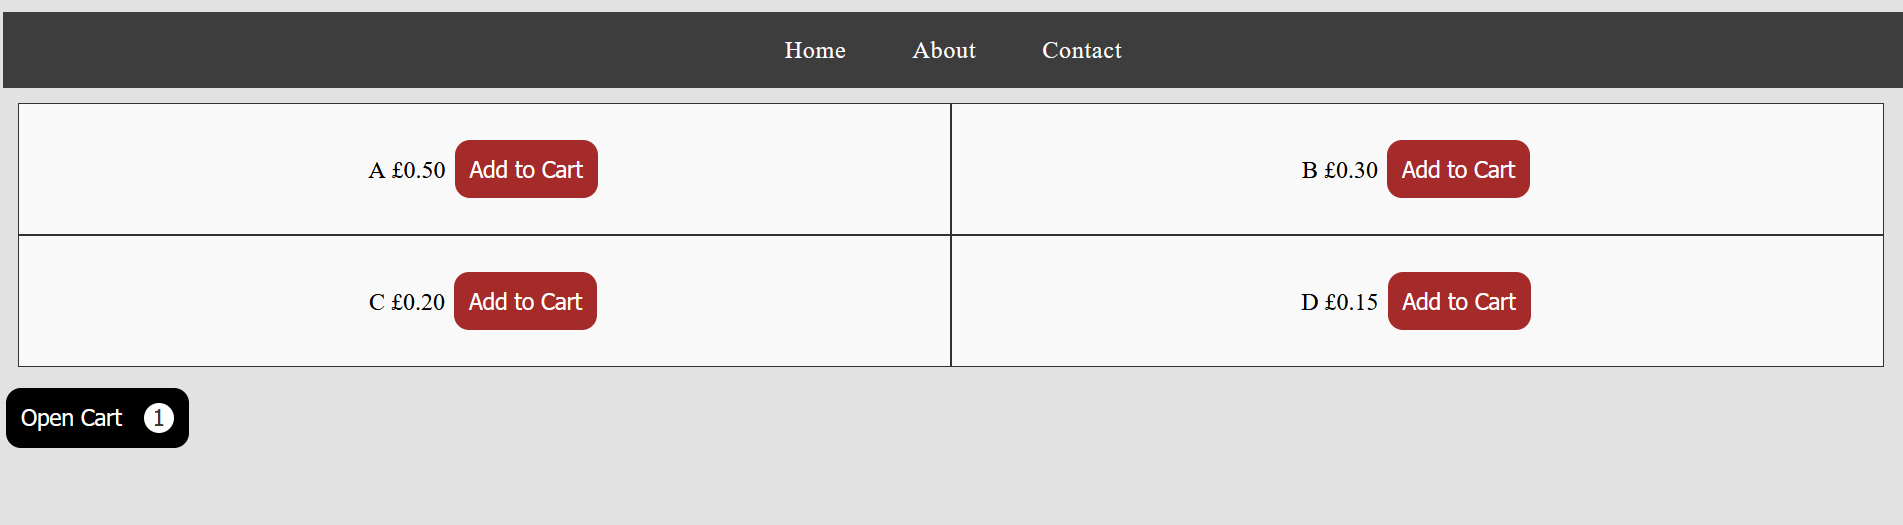 Home About Contact
A £0.50 Add to Cart B £0.30 Add to Cart
C £0.20 Add to Cart D £0.15 Add to Cart
Open Cart 1